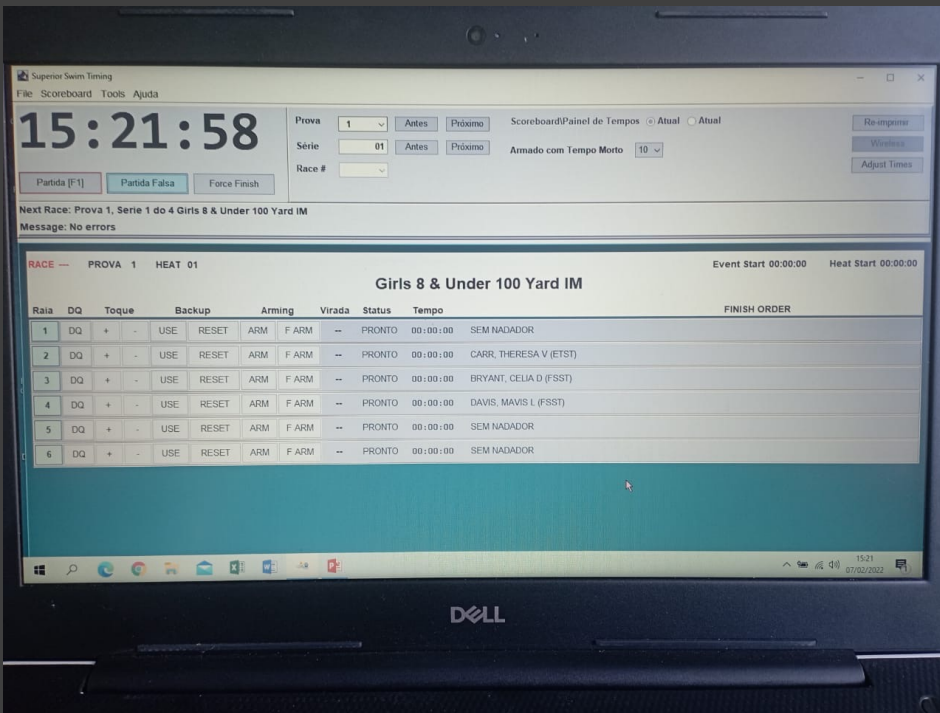 Superior Swim Timing
File Scoreboard Tools Ajuda
15:21:58
Prova 1 Antes Próximo Scoreboard\Painel de Tempos Atual Atual Re-imprimir
Série 01 Antes Próximo Armado com Tempo Morto 10 Wireless
Race # Adjust Times
Partida [F1] Partida Falsa Force Finish
Next Race: Prova 1, Serie 1 do 4 Girls 8 & Under 100 Yard IM
Message: No errors
RACE — PROVA 1 HEAT 01 Event Start 00:00:00 Heat Start 00:00:00
Girls 8 & Under 100 Yard IM
Raia DQ Toque Backup Arming Virada Status Tempo FINISH ORDER
1 DQ + - USE RESET ARM F ARM -- PRONTO 00:00:00 SEM NADADOR
2 DQ + - USE RESET ARM F ARM -- PRONTO 00:00:00 CARR, THERESA V (ETST)
3 DQ + - USE RESET ARM F ARM -- PRONTO 00:00:00 BRYANT, CELIA D (FSST)
4 DQ + - USE RESET ARM F ARM -- PRONTO 00:00:00 DAVIS, MAVIS L (FSST)
5 DQ + - USE RESET ARM F ARM -- PRONTO 00:00:00 SEM NADADOR
6 DQ + - USE RESET ARM F ARM -- PRONTO 00:00:00 SEM NADADOR
15:21
07/02/2022
DELL